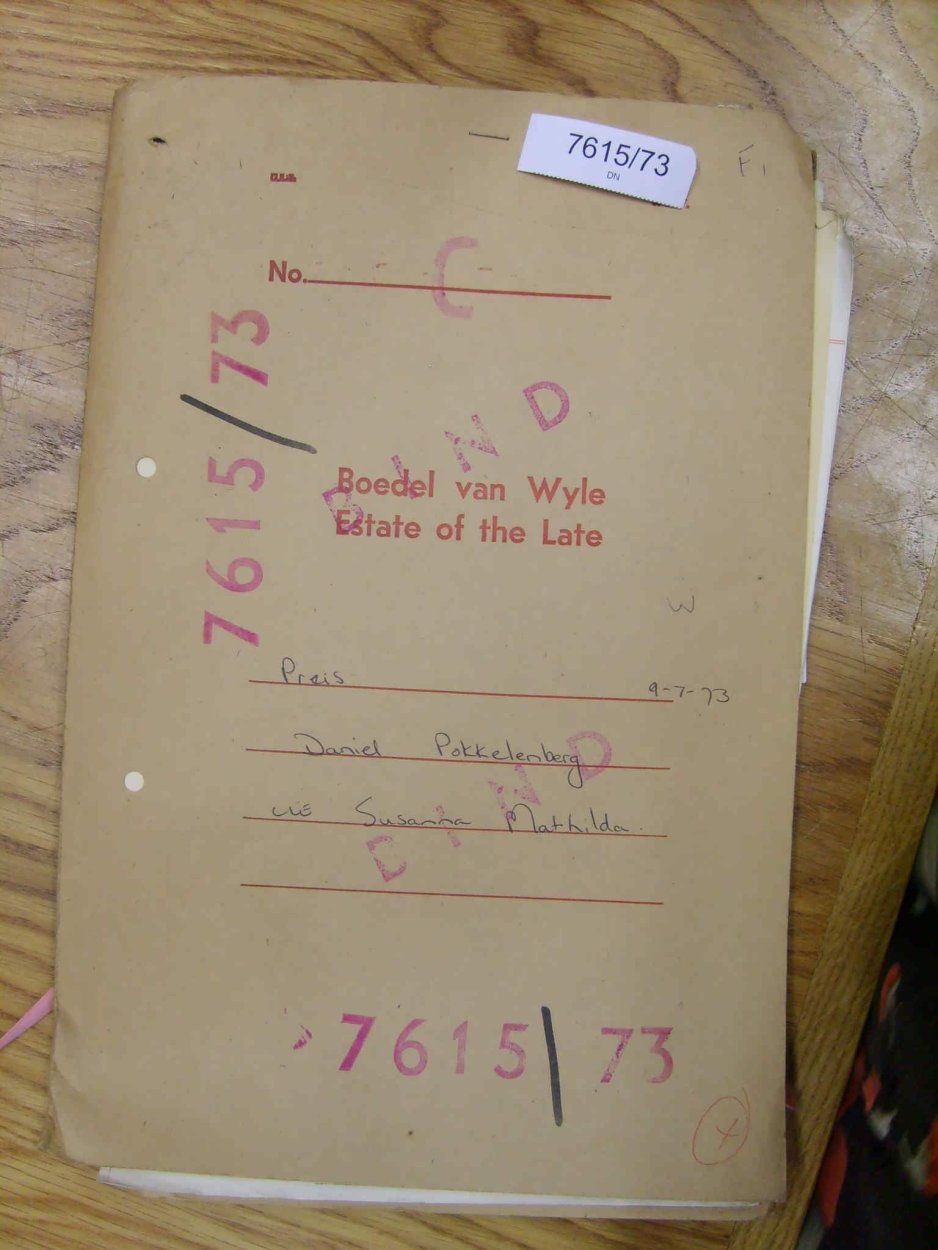 7615/73
DN
F1
No.
C
7615/73
BIND
Boedel van Wyle
Estate of the Late
W
Preis 9-7-73
Daniel Pokkelenberg
Susanna Mathilda.
BIND
7615/73
X